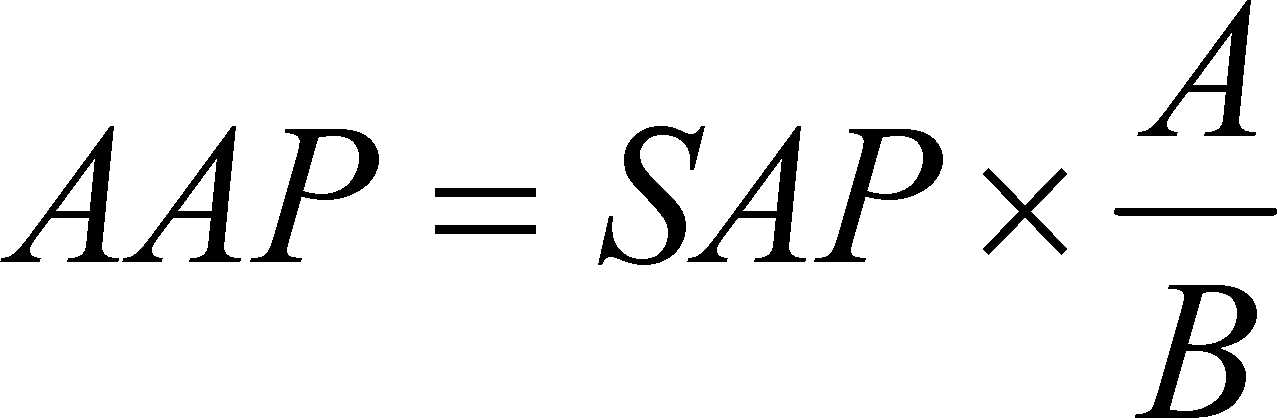 AAP = SAP × A/B